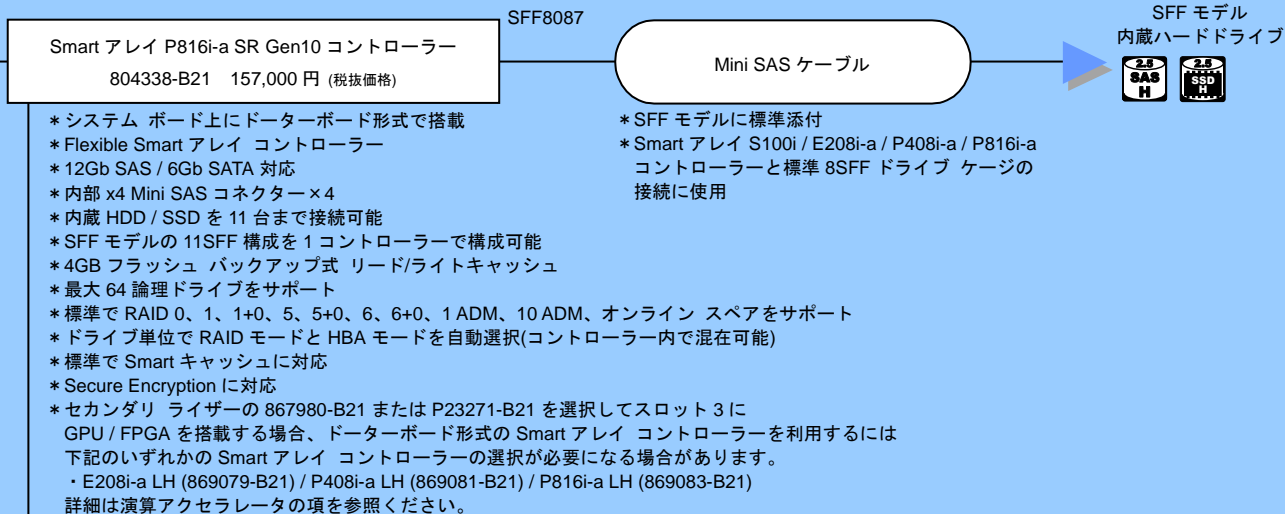 SFF8087
SFF モデル
内蔵ハードドライブ
Smart アレイ P816i-a SR Gen10 コントローラー
804338-B21 157,000 円 (税抜価格)
Mini SAS ケーブル
2.5 SAS H
2.5 SSD H
*システム ボード上にドーターボード形式で搭載
*Flexible Smart アレイ コントローラー
*12Gb SAS / 6Gb SATA 対応
*内部 x4 Mini SAS コネクター×4
*内蔵 HDD / SSD を 11 台まで接続可能
*SFF モデルの 11SFF 構成を 1 コントローラーで構成可能
*4GB フラッシュ バックアップ式 リード/ライトキャッシュ
*最大 64 論理ドライブをサポート
*標準で RAID 0、1、1+0、5、5+0、6、6+0、1 ADM、10 ADM、オンライン スペアをサポート
*ドライブ単位で RAID モードと HBA モードを自動選択(コントローラー内で混在可能)
*標準で Smart キャッシュに対応
*Secure Encryption に対応
*セカンダリ ライザーの 867980-B21 または P23271-B21 を選択してスロット 3 に
GPU / FPGA を搭載する場合、ドーターボード形式の Smart アレイ コントローラーを利用するには
下記のいずれかの Smart アレイ コントローラーの選択が必要になる場合があります。
・E208i-a LH (869079-B21) / P408i-a LH (869081-B21) / P816i-a LH (869083-B21)
詳細は演算アクセラレータの項を参照ください。
*SFF モデルに標準添付
*Smart アレイ S100i / E208i-a / P408i-a / P816i-a
コントローラーと標準 8SFF ドライブ ケージの
接続に使用